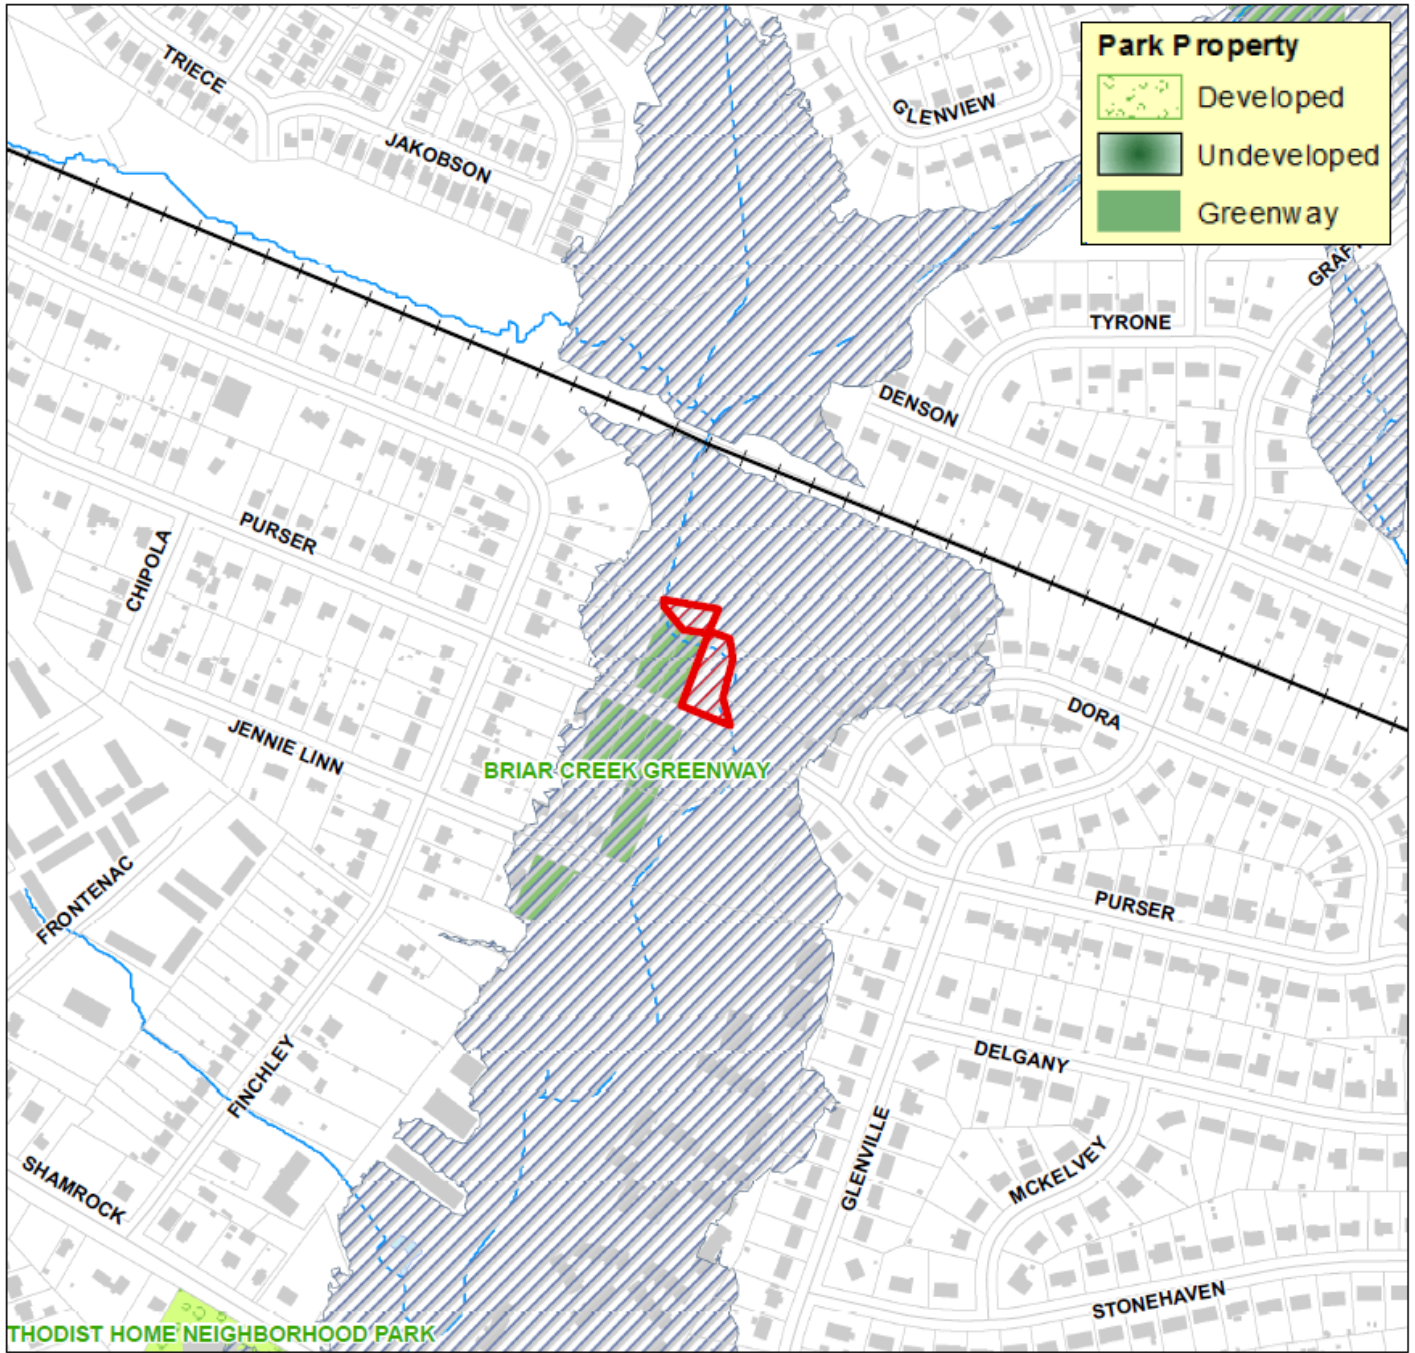 Park Property
Developed
Undeveloped
Greenway
TRIECE
GLENVIEW
JAKOBSON
TYRONE
DENSON
PURSER
CHIPOLA
DORA
JENNIE LINN
BRIAR CREEK GREENWAY
FRONTENAC
PURSER
FINCHLEY
DELGANY
GLENVILLE
MCKELVEY
SHAMROCK
STONEHAVEN
THODIST HOME NEIGHBORHOOD PARK